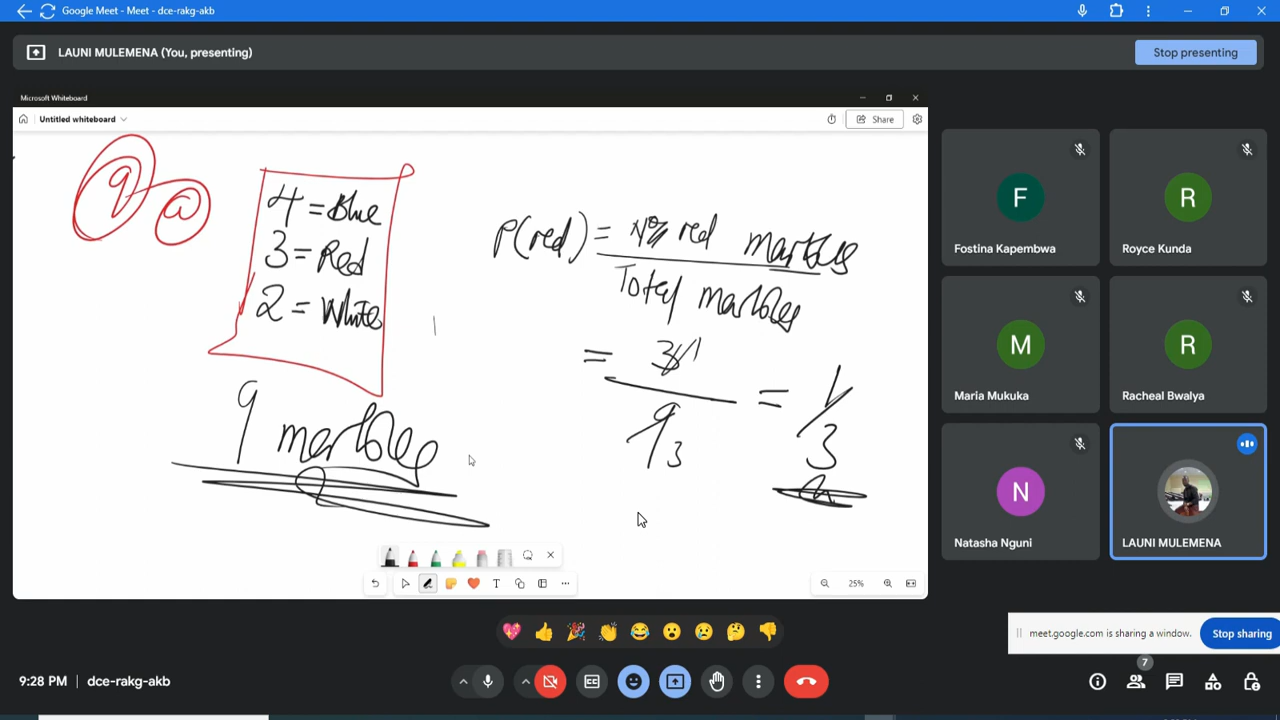 Google Meet - Meet - dce-rakg-akb
LAUNI MULEMENA (You, presenting)
Stop presenting
Microsoft Whiteboard
Untitled whiteboard
Share
9 a
4 = Blue
3 = Red
2 = White
9 marbles
P(red) = No red marbles
Total marbles
= 3 1
9 3
= 1/3
25%
F
Fostina Kapembwa
R
Royce Kunda
M
Maria Mukuka
R
Racheal Bwalya
N
Natasha Nguni
LAUNI MULEMENA
meet.google.com is sharing a window.
Stop sharing
9:28 PM | dce-rakg-akb
7